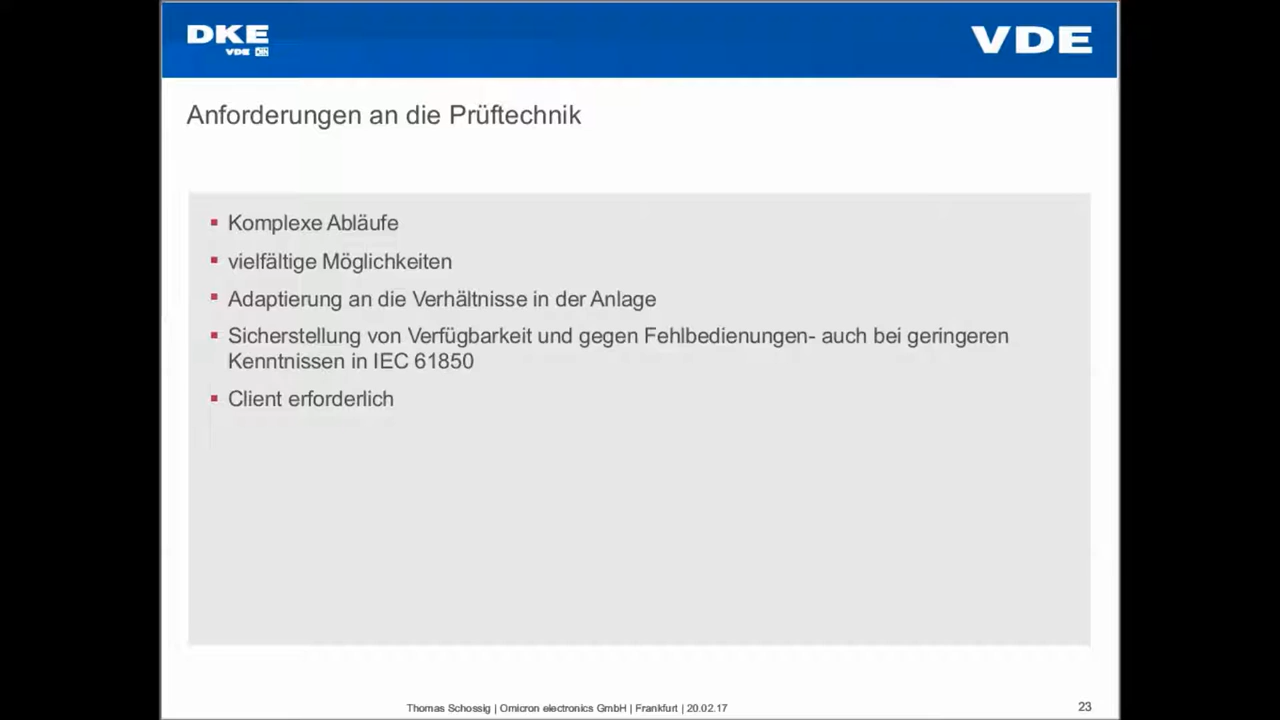 DKE
VDE DIN
VDE
Anforderungen an die Prüftechnik
Komplexe Abläufe
vielfältige Möglichkeiten
Adaptierung an die Verhältnisse in der Anlage
Sicherstellung von Verfügbarkeit und gegen Fehlbedienungen- auch bei geringeren
Kenntnissen in IEC 61850
Client erforderlich
Thomas Schossig | Omicron electronics GmbH | Frankfurt | 20.02.17
23